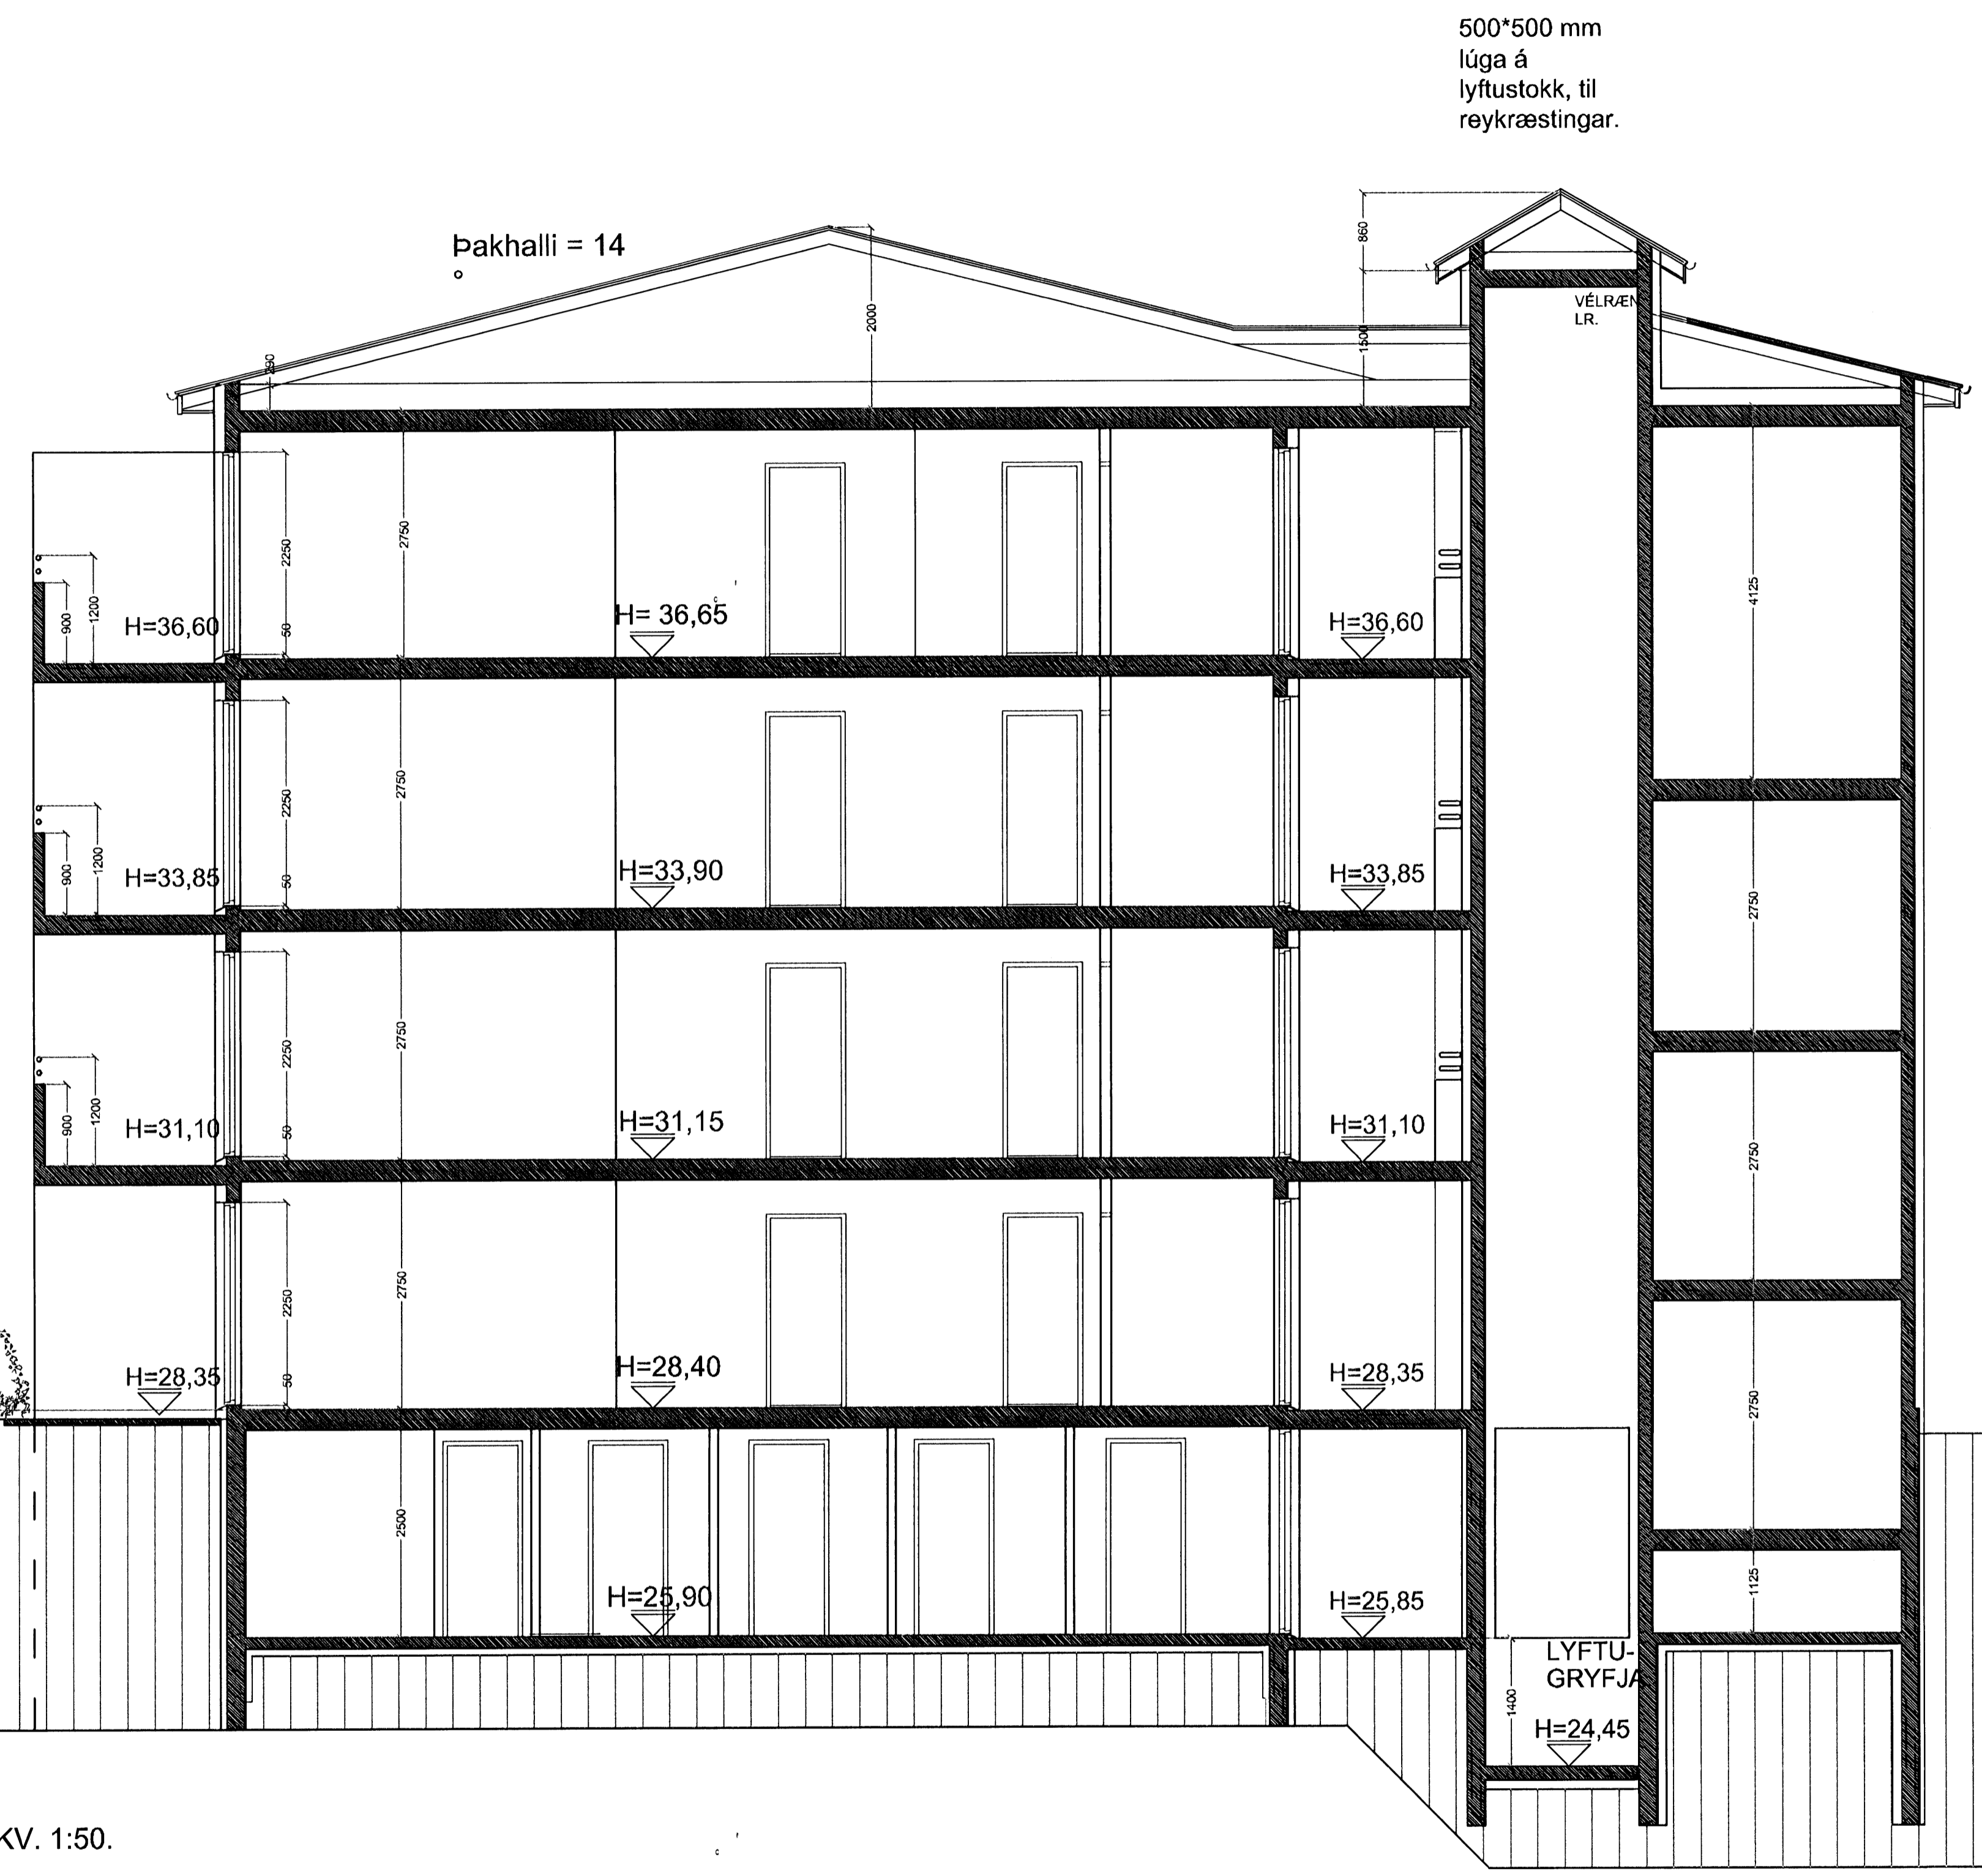 500*500 mm
lúga á
lyftustokk, til
reykræstingar.
Þakhalli = 14
°
860
2000
1500
290
VÉLRÆN
LR.
2250
2750
50
900
1200
H=36,60
H= 36,65
H=36,60
4125
2250
2750
50
900
1200
H=33,85
H=33,90
H=33,85
2750
2250
2750
50
900
1200
H=31,10
H=31,15
H=31,10
2750
2250
2750
50
H=28,35
H=28,40
H=28,35
2750
2500
H=25,90
H=25,85
1125
LYFTU-
GRYFJA
1400
H=24,45
KV. 1:50.